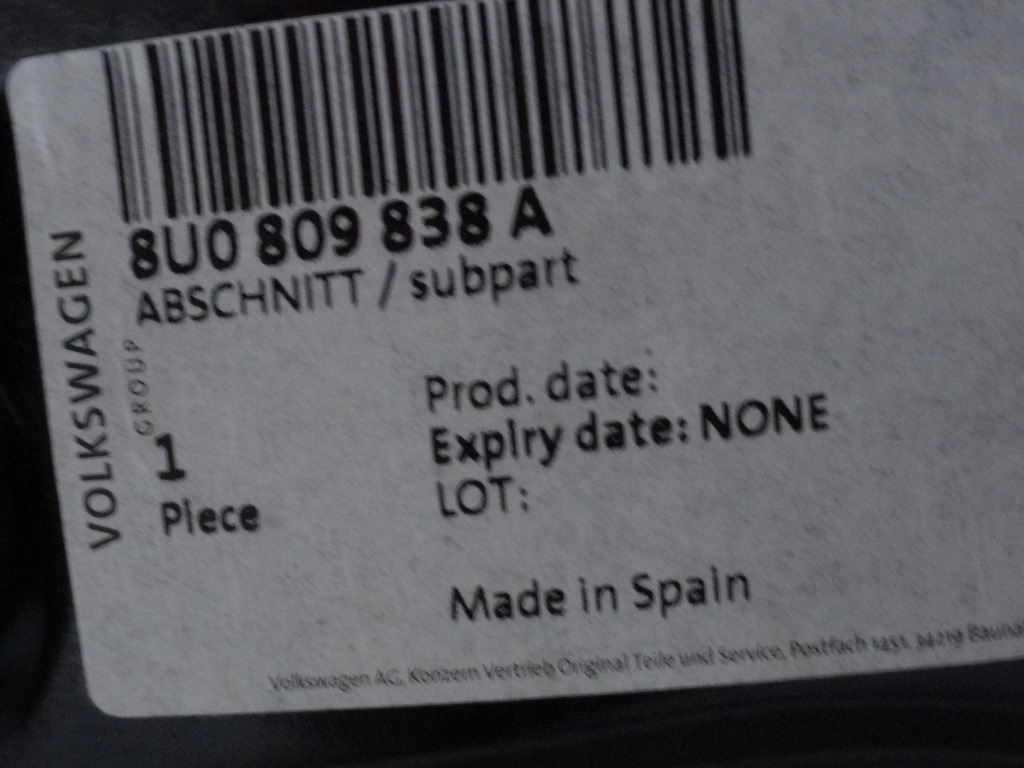 8U0 809 838 A
ABSCHNITT / subpart
VOLKSWAGEN
GROUP
1
Piece
Prod. date:
Expiry date: NONE
LOT:
Made in Spain
Volkswagen AG, Konzern Vertrieb Original Teile und Service, Postfach 1451, 34219